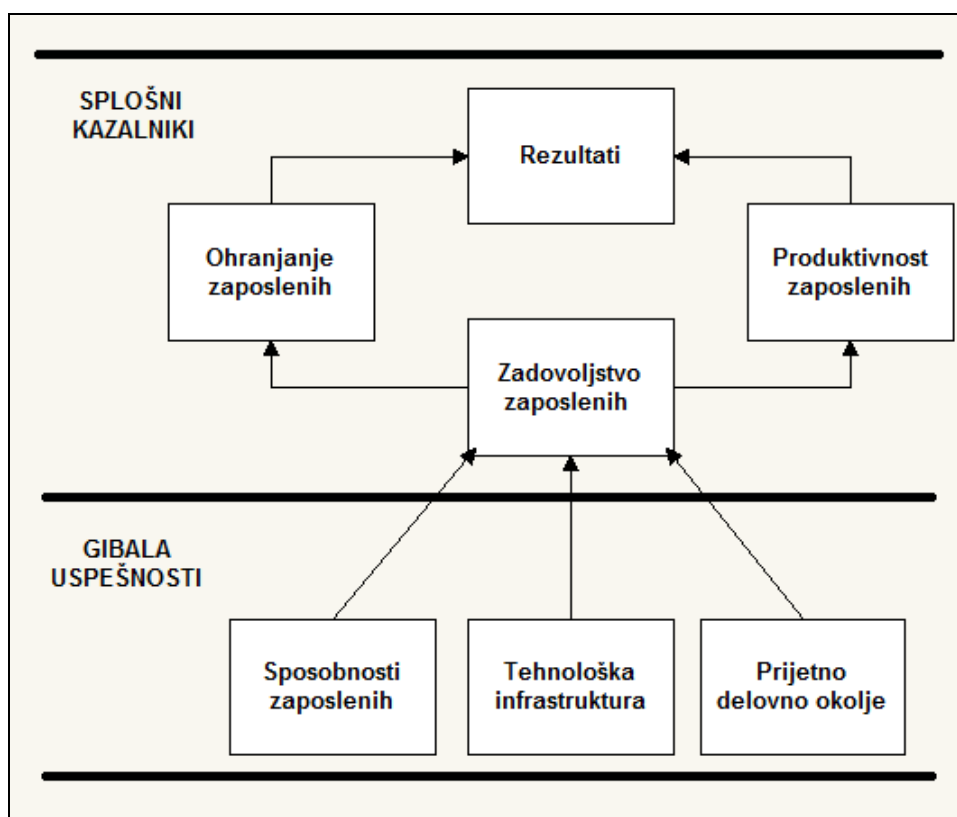 SPLOŠNI
KAZALNIKI
Rezultati
Ohranjanje
zaposlenih
Produktivnost
zaposlenih
Zadovoljstvo
zaposlenih
GIBALA
USPEŠNOSTI
Sposobnosti
zaposlenih
Tehnološka
infrastruktura
Prijetno
delovno okolje